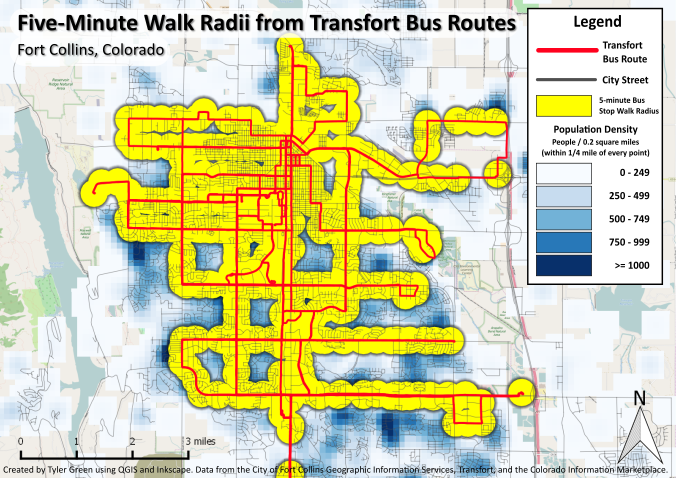 Five-Minute Walk Radii from Transfort Bus Routes
Fort Collins, Colorado
Legend
Transfort
Bus Route
City Street
5-minute Bus
Stop Walk Radius
Population Density
People / 0.2 square miles
(within 1/4 mile of every point)
0 - 249
250 - 499
500 - 749
750 - 999
>= 1000
N
0 1 2 3 miles
Created by Tyler Green using QGIS and Inkscape. Data from the City of Fort Collins Geographic Information Services, Transfort, and the Colorado Information Marketplace.